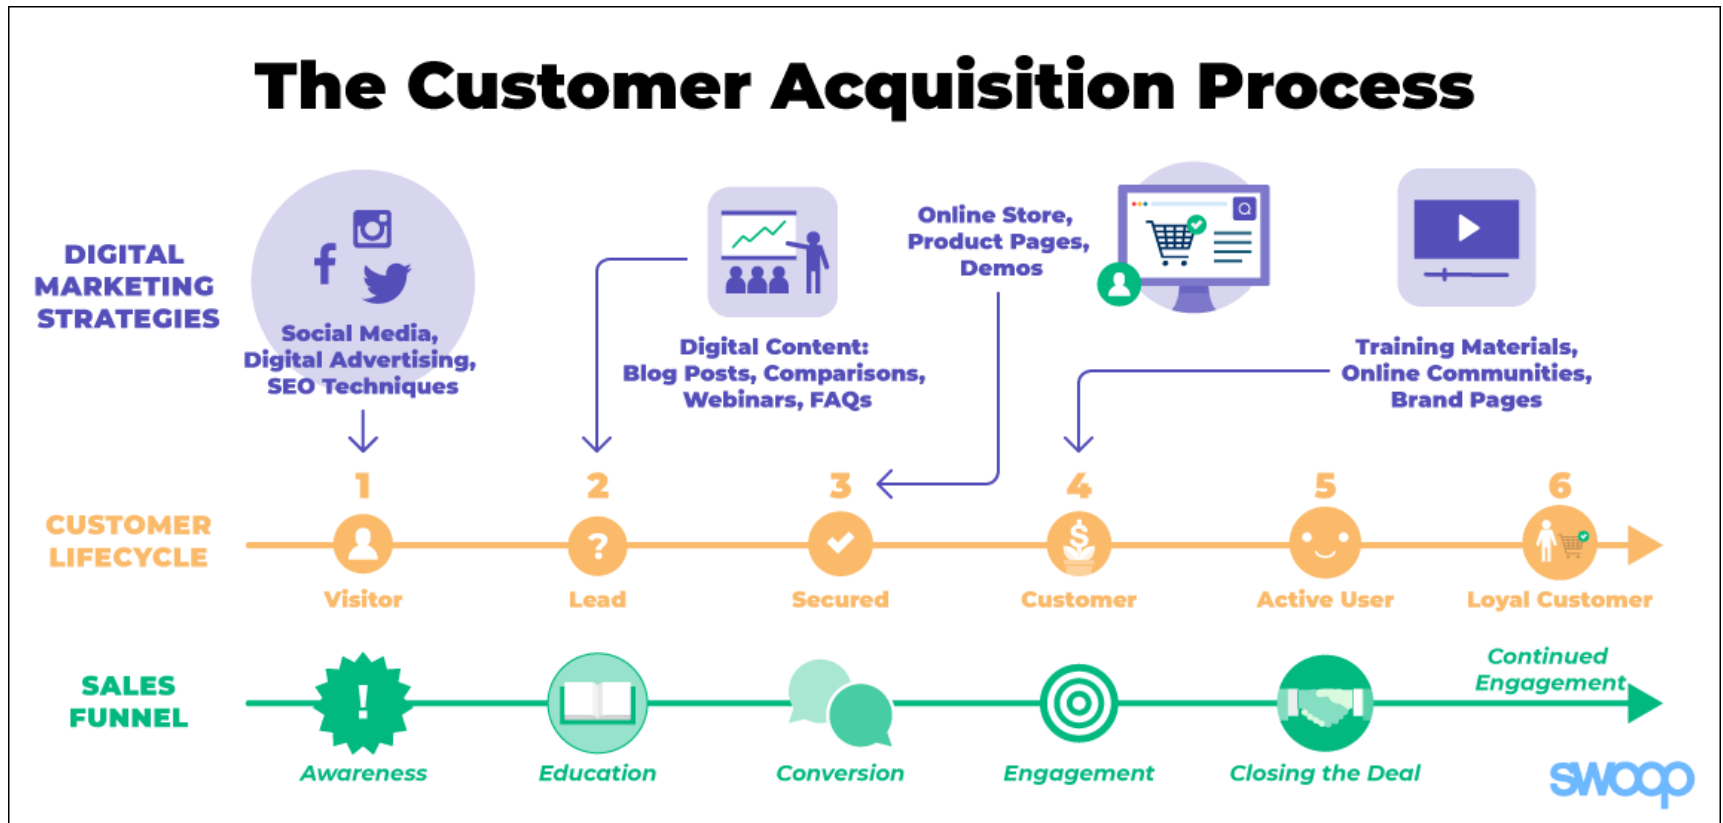 The Customer Acquisition Process
DIGITAL
MARKETING
STRATEGIES
Social Media,
Digital Advertising,
SEO Techniques
Digital Content:
Blog Posts, Comparisons,
Webinars, FAQs
Online Store,
Product Pages,
Demos
Training Materials,
Online Communities,
Brand Pages
CUSTOMER
LIFECYCLE
1
2
3
4
5
6
?
$
Visitor
Lead
Secured
Customer
Active User
Loyal Customer
SALES
FUNNEL
!
Continued
Engagement
Awareness
Education
Conversion
Engagement
Closing the Deal
swoop